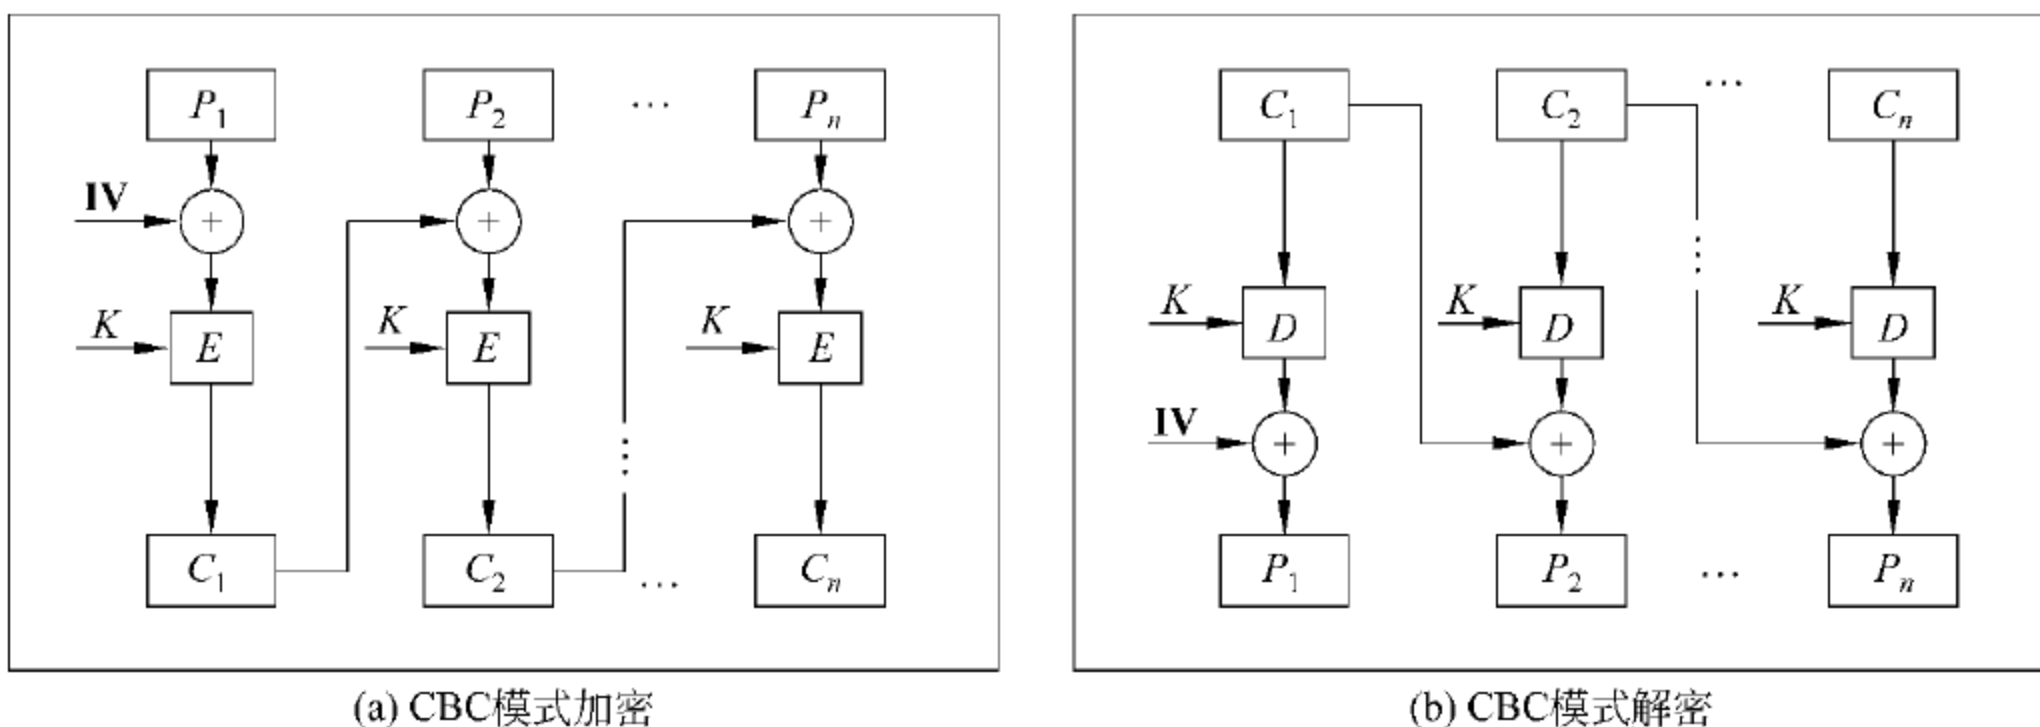 P₁ P₂ … Pₙ
IV + + +
K E K E K E
⋮
C₁ C₂ … Cₙ
(a) CBC模式加密
C₁ C₂ … Cₙ
⋮
K D K D K D
IV + + +
P₁ P₂ … Pₙ
(b) CBC模式解密